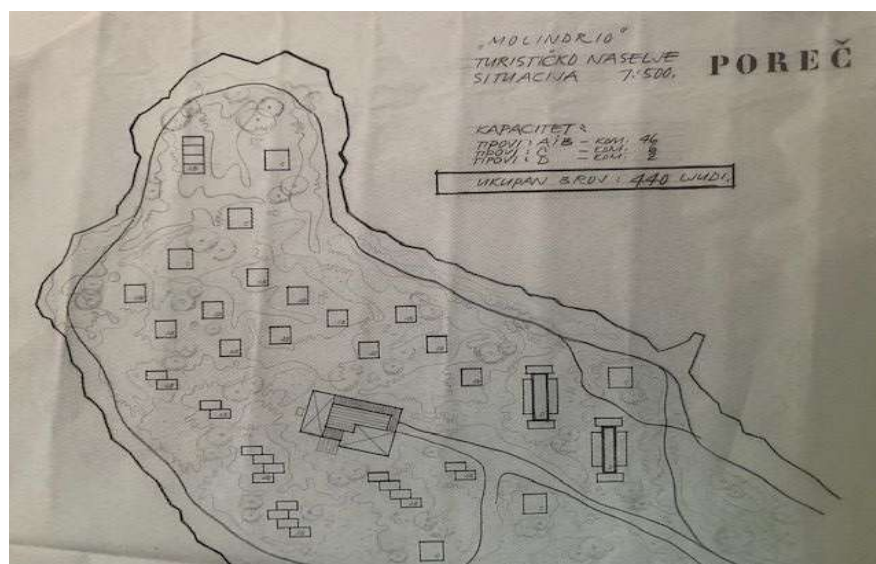 „MOLINDRIO"
TURISTIČKO NASELJE
SITUACIJA 1:500.
POREČ
KAPACITET:
TIPOVI: A i B – KOM. 46
TIPOVI: C – KOM. 8
TIPOVI: D – KOM. 2
UKUPAN BROJ: 440 LJUDI.